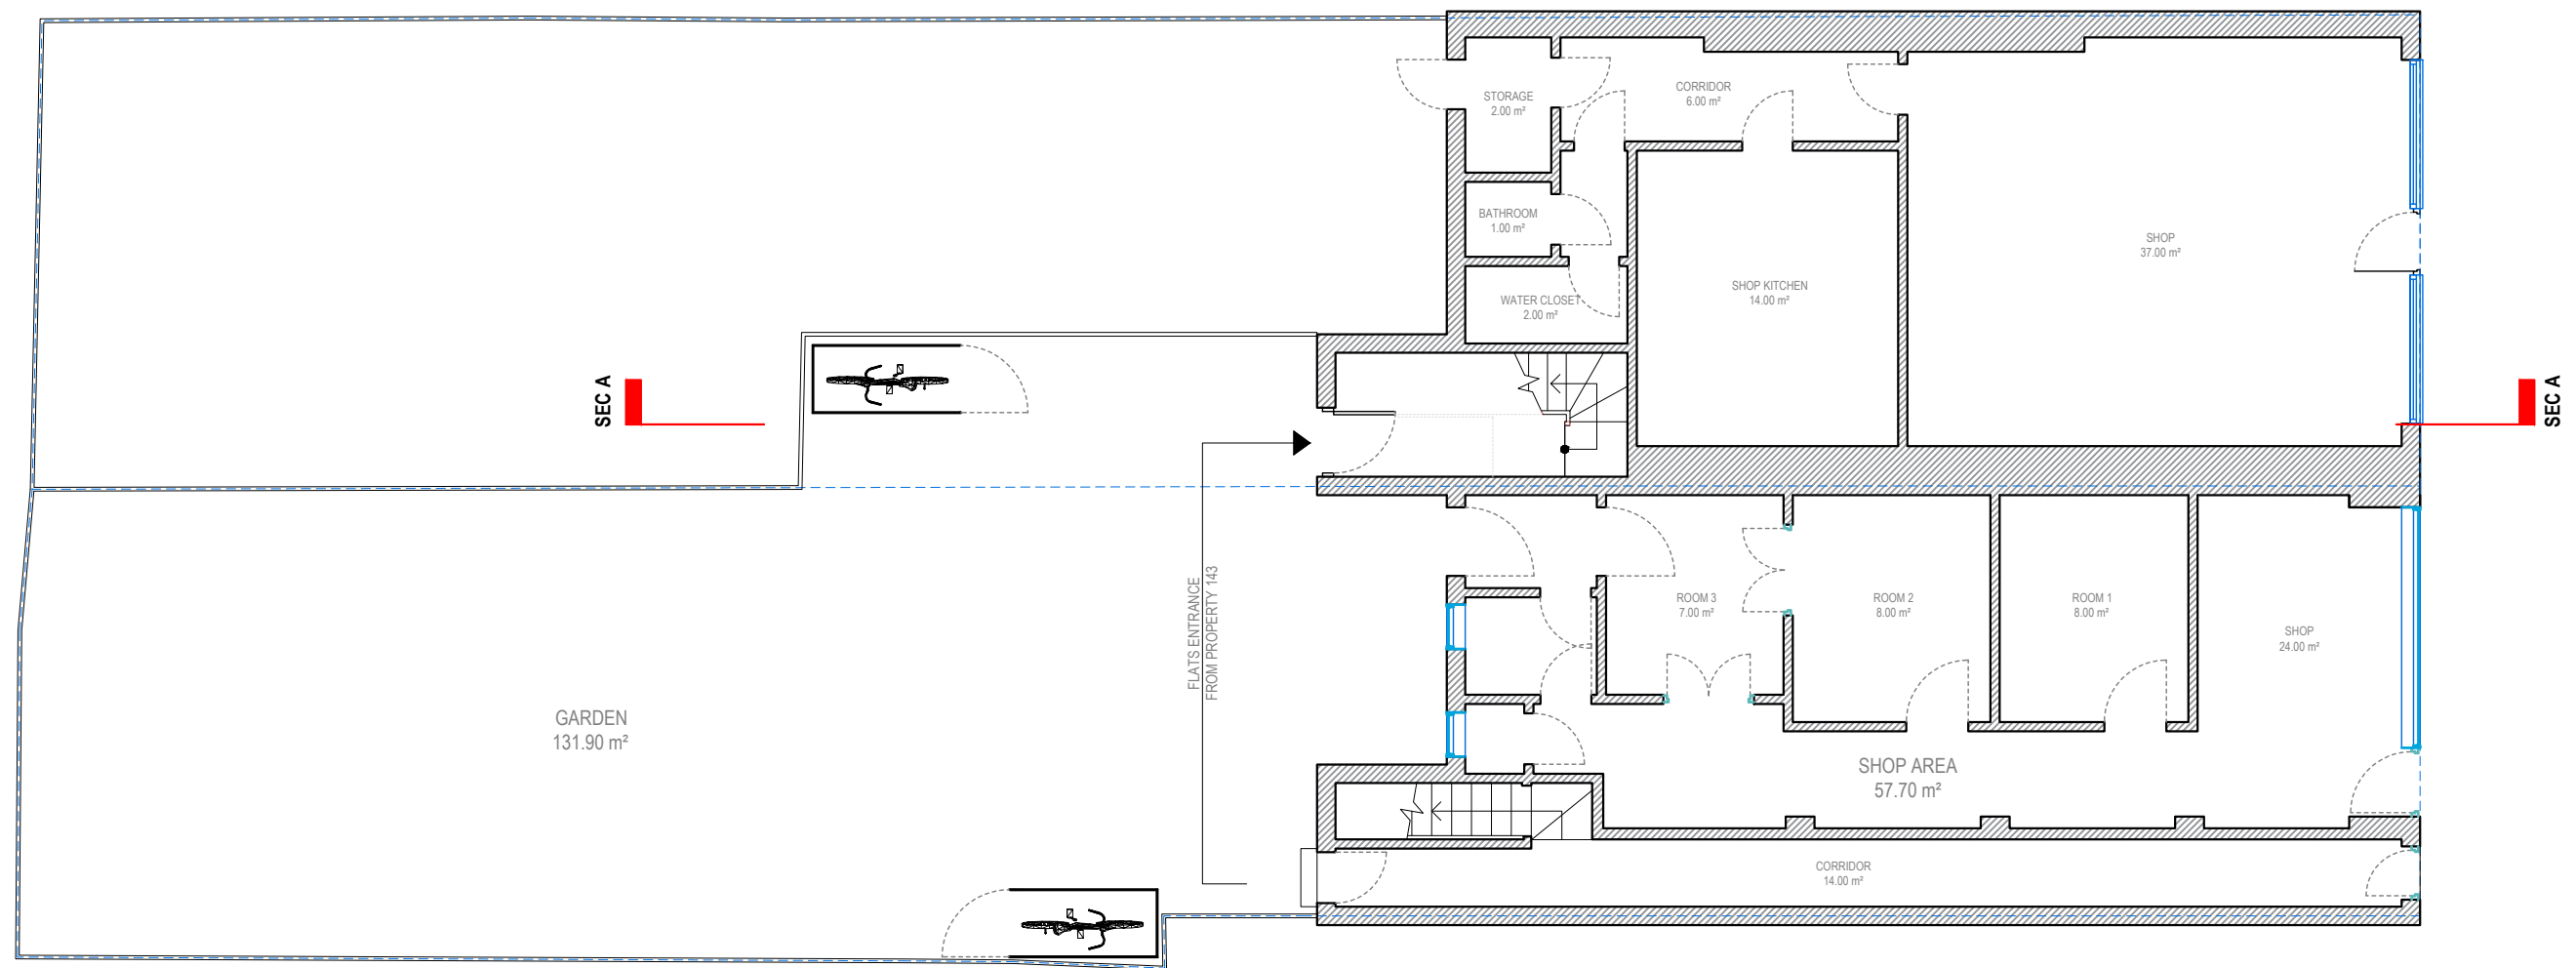 STORAGE
2.00 m²
CORRIDOR
6.00 m²
BATHROOM
1.00 m²
WATER CLOSET
2.00 m²
SHOP KITCHEN
14.00 m²
SHOP
37.00 m²
SEC A
SEC A
FLATS ENTRANCE
FROM PROPERTY 143
ROOM 3
7.00 m²
ROOM 2
8.00 m²
ROOM 1
8.00 m²
SHOP
24.00 m²
GARDEN
131.90 m²
SHOP AREA
57.70 m²
CORRIDOR
14.00 m²